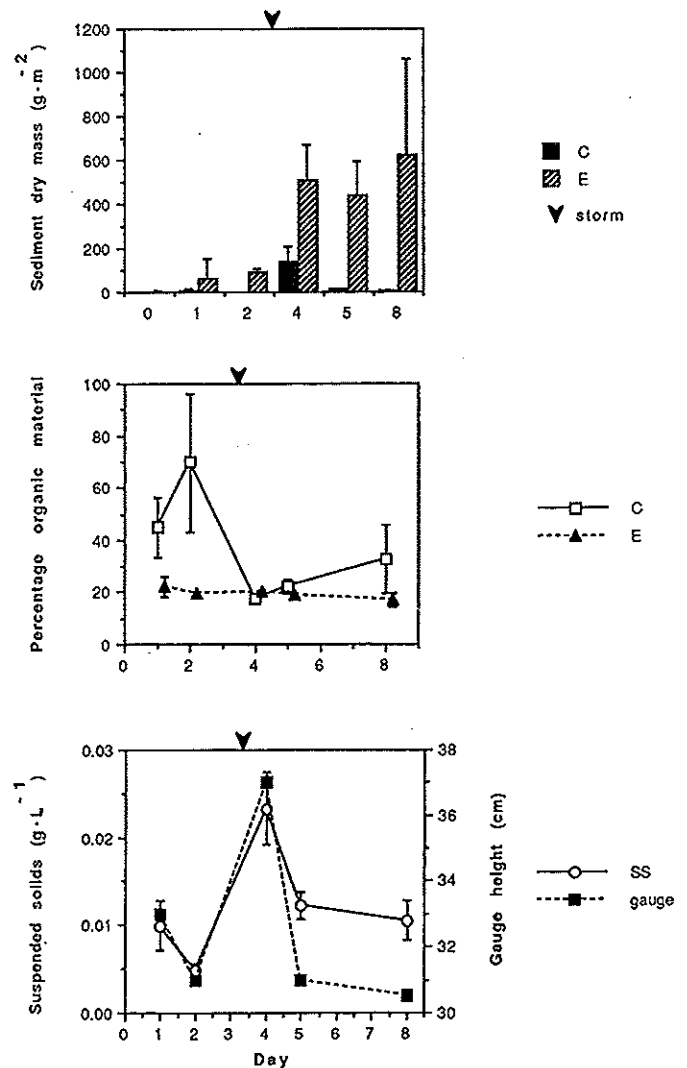 Sediment dry mass (g·m -2)
1200
1000
800
600
400
200
0
0 1 2 4 5 8
C
E
storm
Percentage organic material
100
80
60
40
20
0
0 2 4 6 8
C
E
Suspended solids (g·L -1)
0.03
0.02
0.01
0.00
38
36
34
32
30
Gauge height (cm)
0 1 2 4 5 6 8
Day
SS
gauge